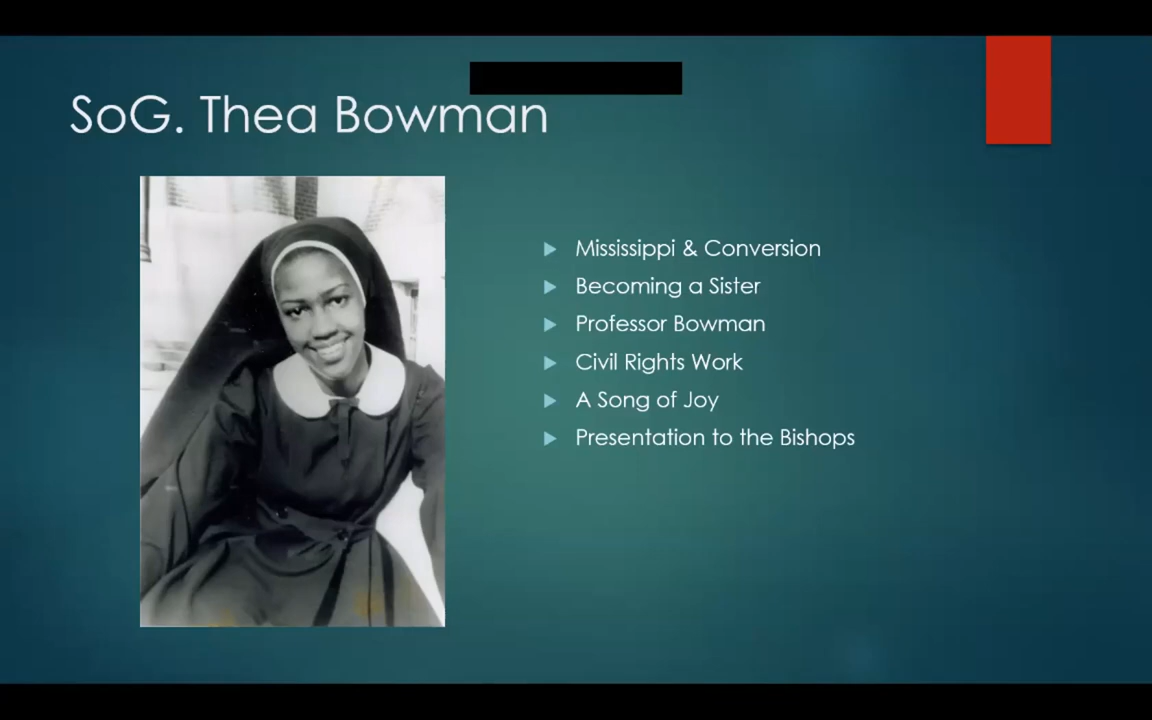 SoG. Thea Bowman
Mississippi & Conversion
Becoming a Sister
Professor Bowman
Civil Rights Work
A Song of Joy
Presentation to the Bishops